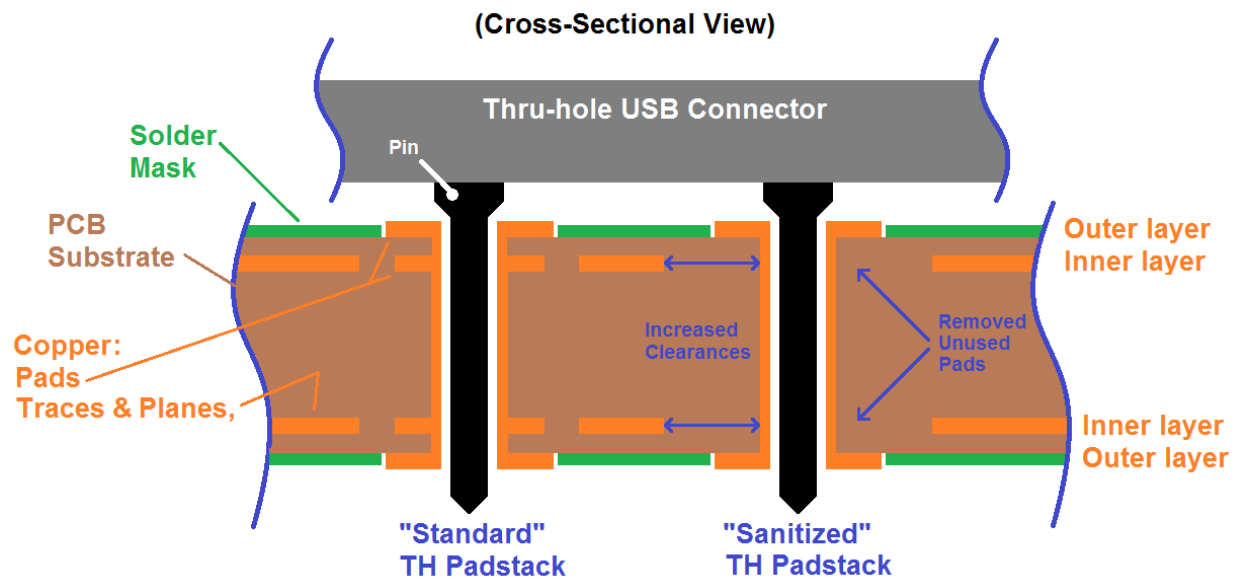 (Cross-Sectional View)
Thru-hole USB Connector
Solder
Mask
Pin
PCB
Substrate
Outer layer
Inner layer
Increased
Clearances
Removed
Unused
Pads
Copper:
Pads
Traces & Planes,
Inner layer
Outer layer
"Standard"
TH Padstack
"Sanitized"
TH Padstack